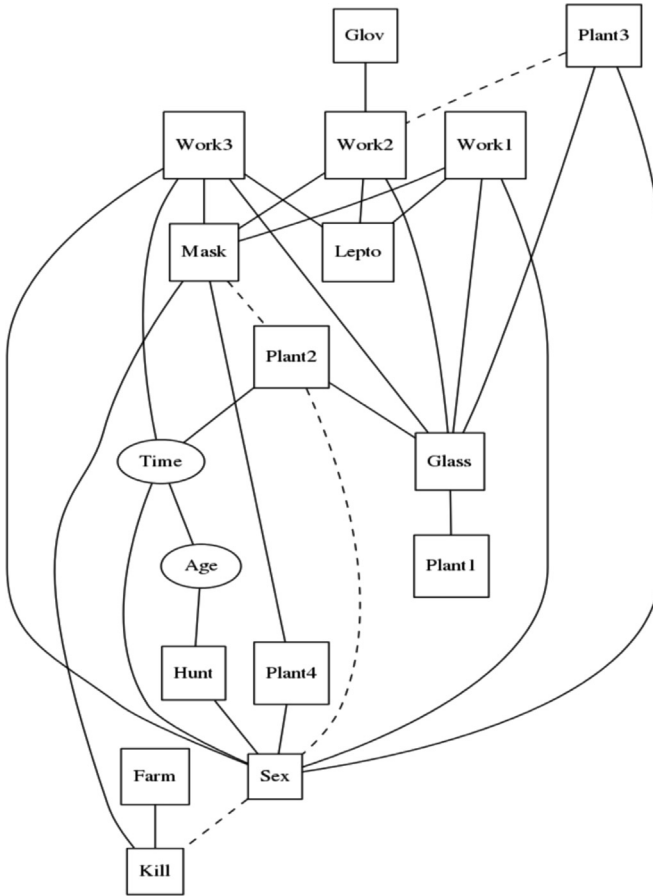 Glov
Plant3
Work3
Work2
Work1
Mask
Lepto
Plant2
Time
Glass
Age
Plant1
Hunt
Plant4
Farm
Sex
Kill